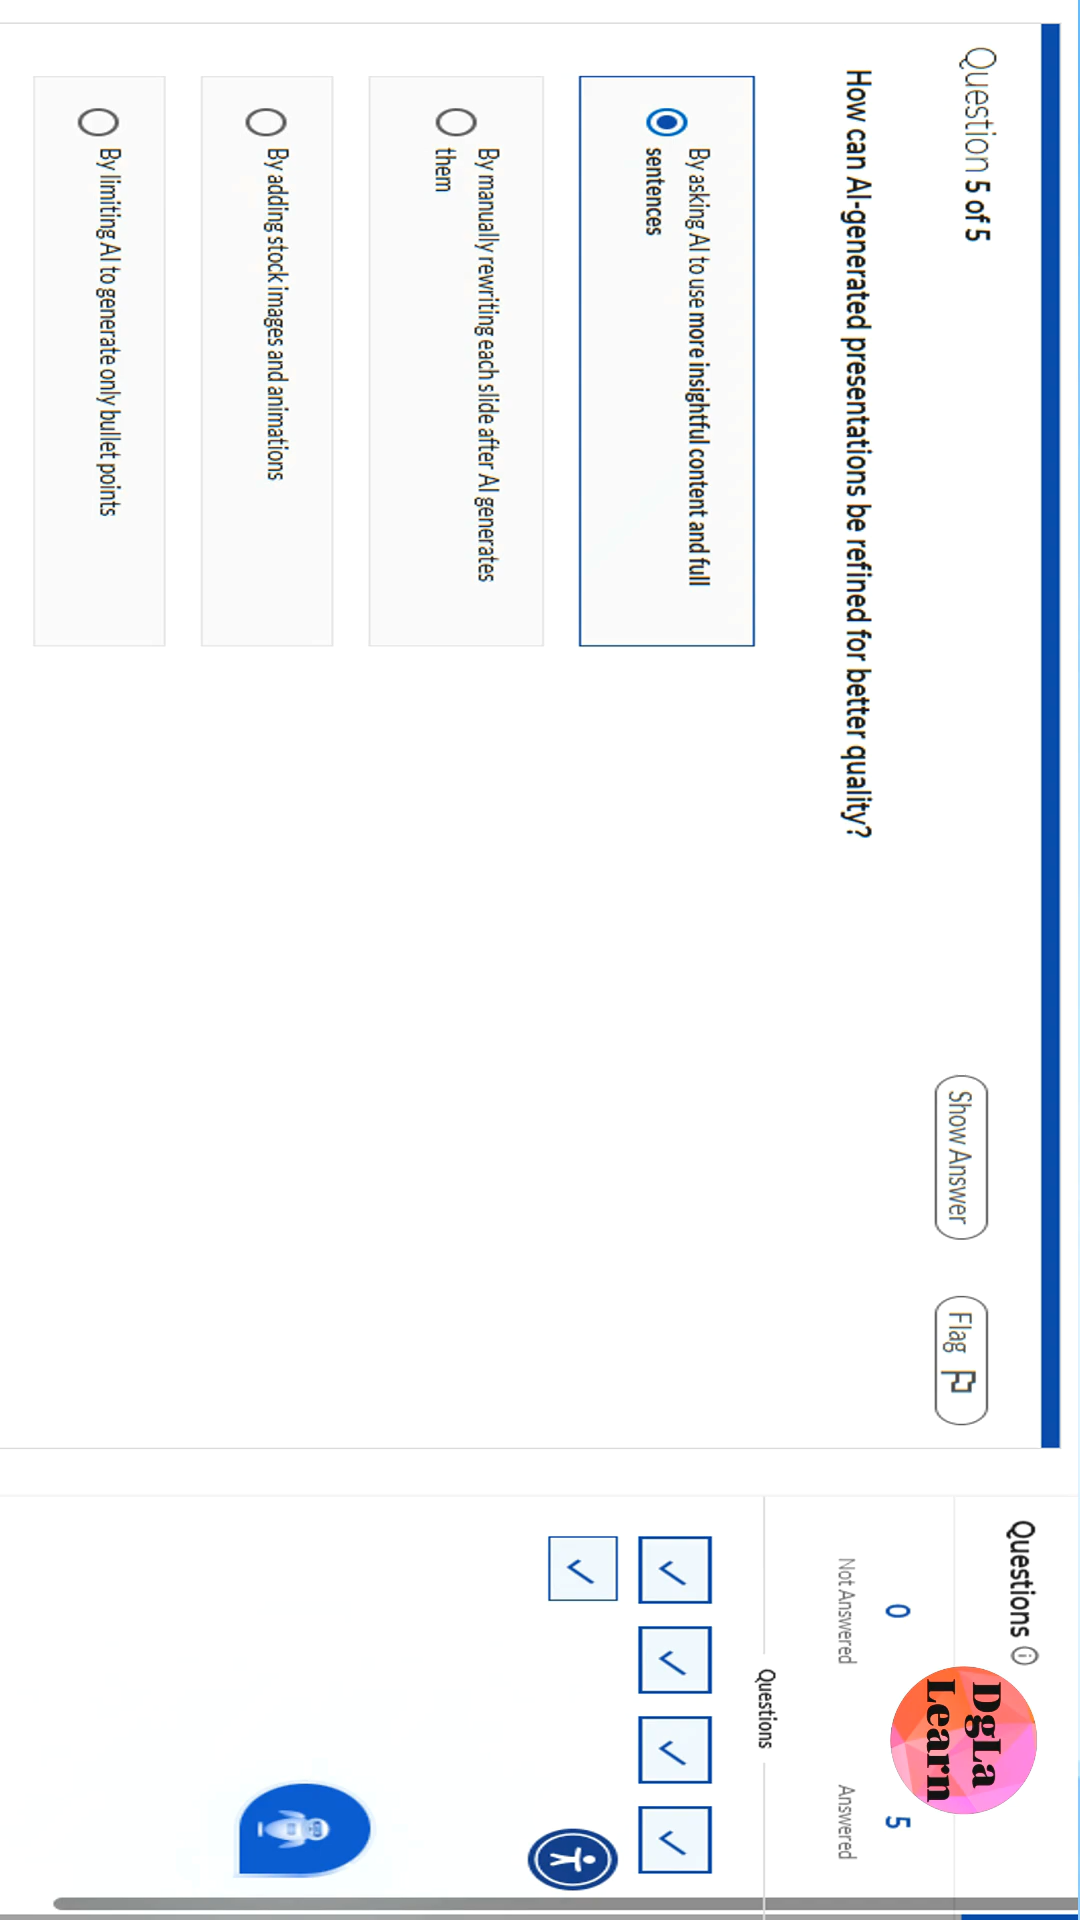 Question 5 of 5
Show Answer
Flag
How can AI-generated presentations be refined for better quality?
By asking AI to use more insightful content and full
sentences
By manually rewriting each slide after AI generates
them
By adding stock images and animations
By limiting AI to generate only bullet points
Questions
0
5
Not Answered
Answered
Questions
DgLa
Learn